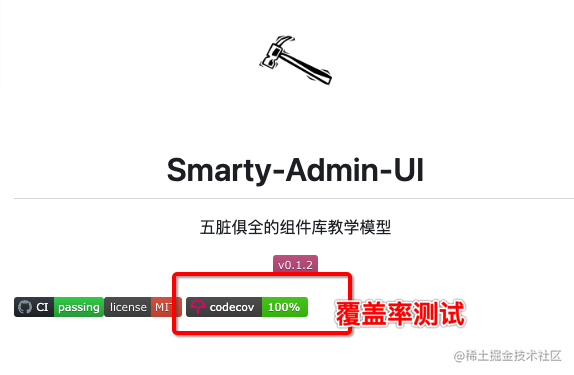 Smarty-Admin-UI
五脏俱全的组件库教学模型
v0.1.2
CI passing license MIT codecov 100%
覆盖率测试
@稀土掘金技术社区